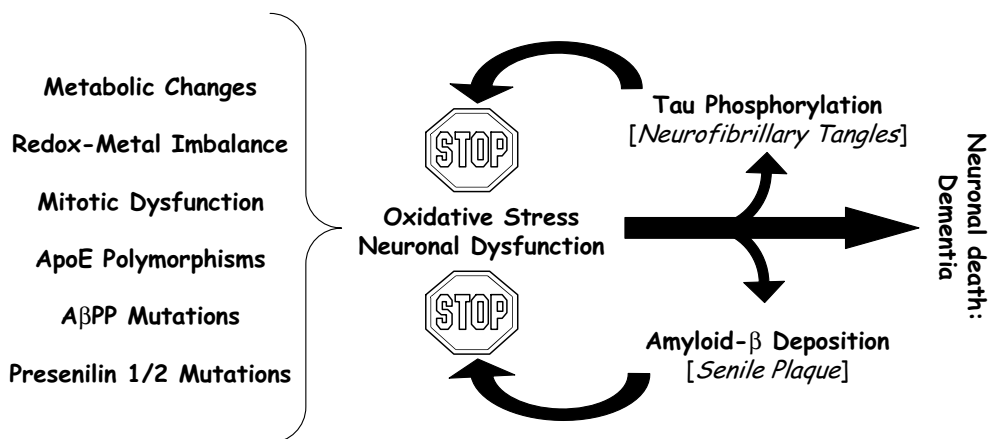 Metabolic Changes
Redox-Metal Imbalance
Mitotic Dysfunction
ApoE Polymorphisms
AβPP Mutations
Presenilin 1/2 Mutations
STOP
Oxidative Stress
Neuronal Dysfunction
STOP
Tau Phosphorylation
[Neurofibrillary Tangles]
Amyloid-β Deposition
[Senile Plaque]
Neuronal death:
Dementia